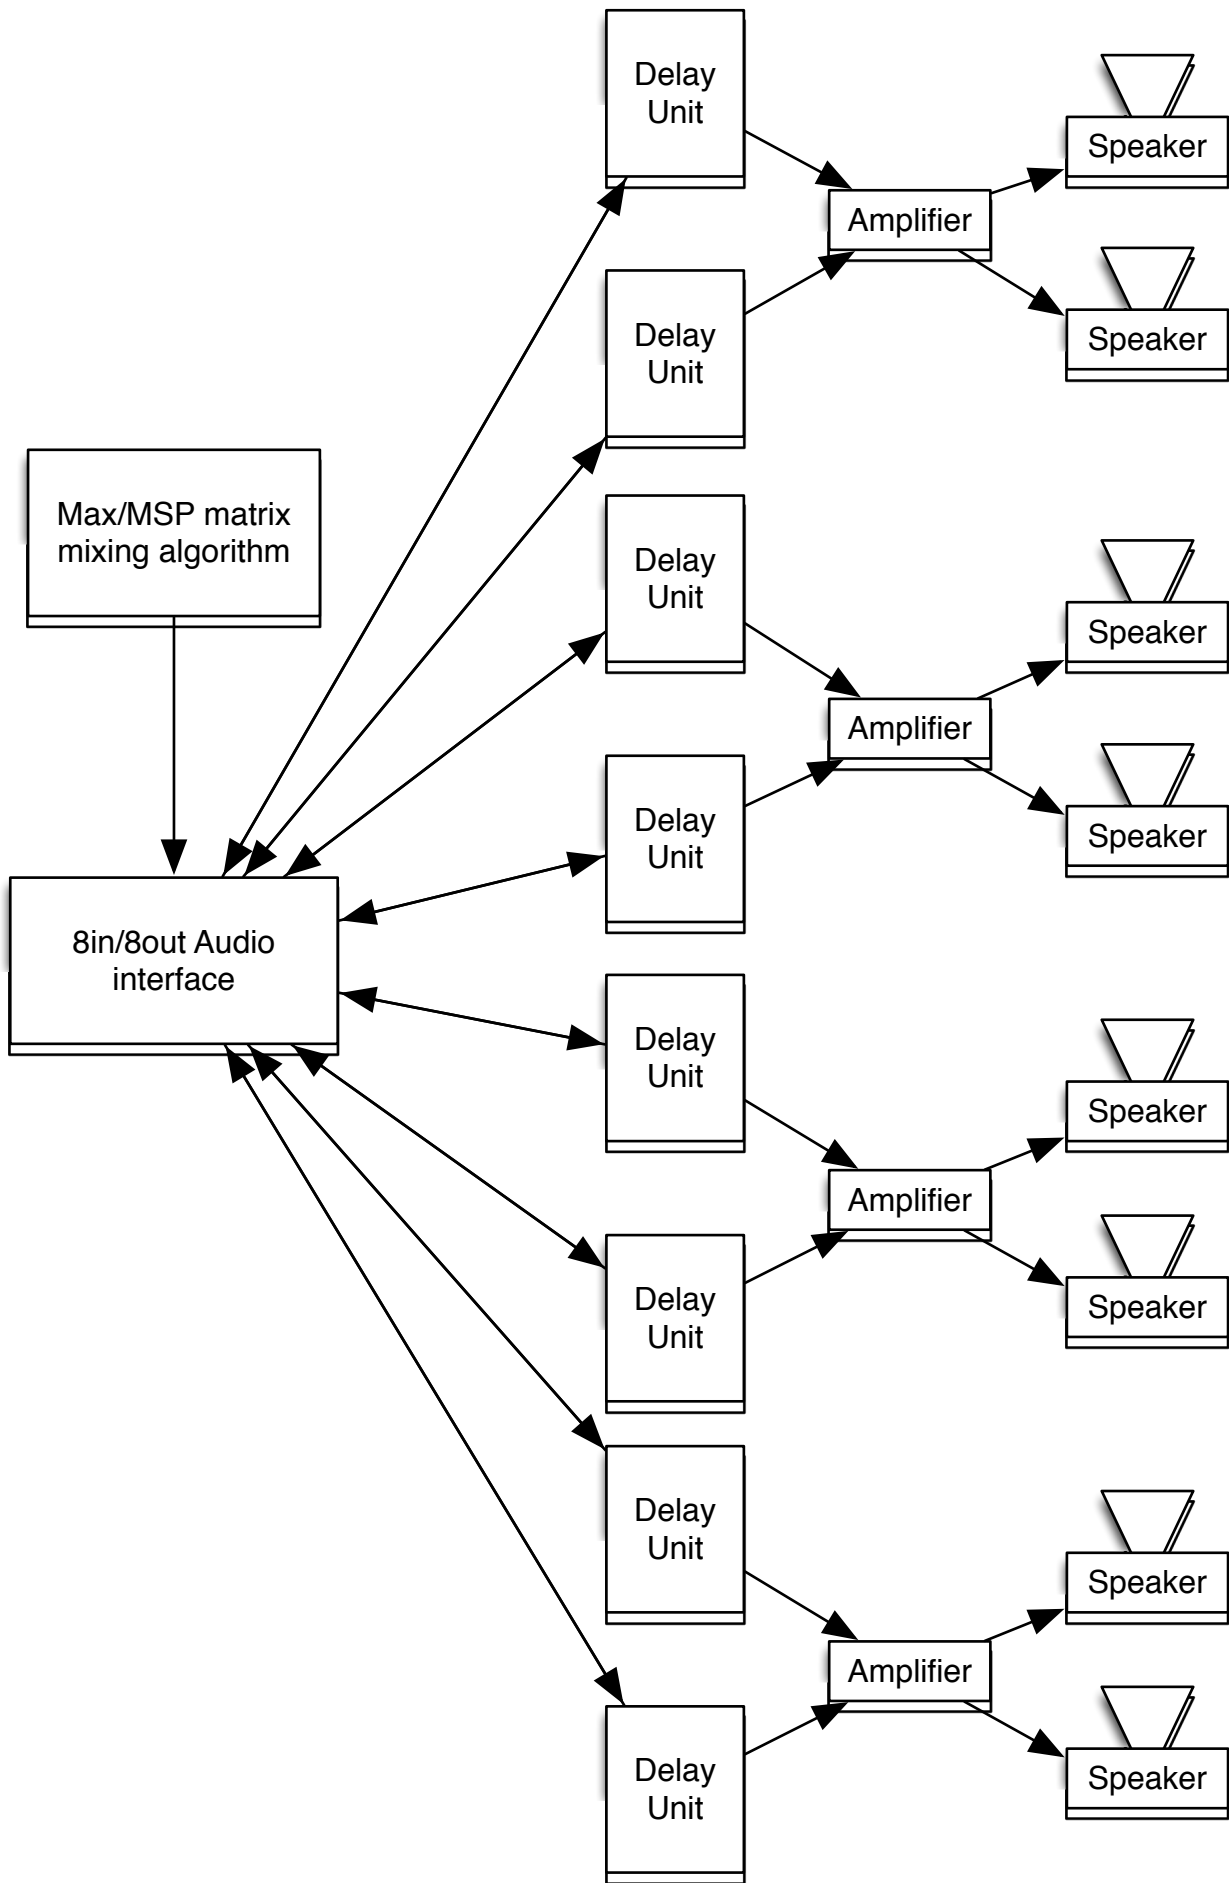 Delay
Unit
Speaker
Amplifier
Speaker
Delay
Unit
Max/MSP matrix
mixing algorithm
Delay
Unit
Speaker
Amplifier
Speaker
Delay
Unit
8in/8out Audio
interface
Delay
Unit
Speaker
Amplifier
Speaker
Delay
Unit
Delay
Unit
Speaker
Amplifier
Speaker
Delay
Unit